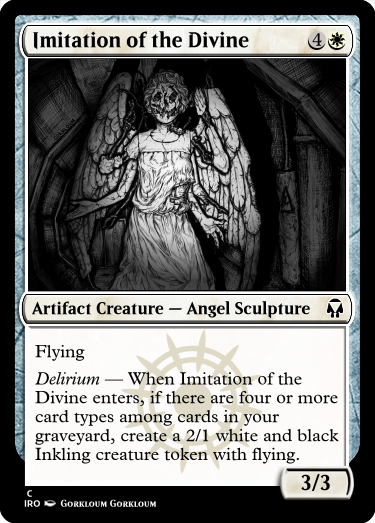 Imitation of the Divine 4
Artifact Creature — Angel Sculpture
Flying
Delirium — When Imitation of the
Divine enters, if there are four or more
card types among cards in your
graveyard, create a 2/1 white and black
Inkling creature token with flying.
3/3
C
IRO Gorkloum Gorkloum